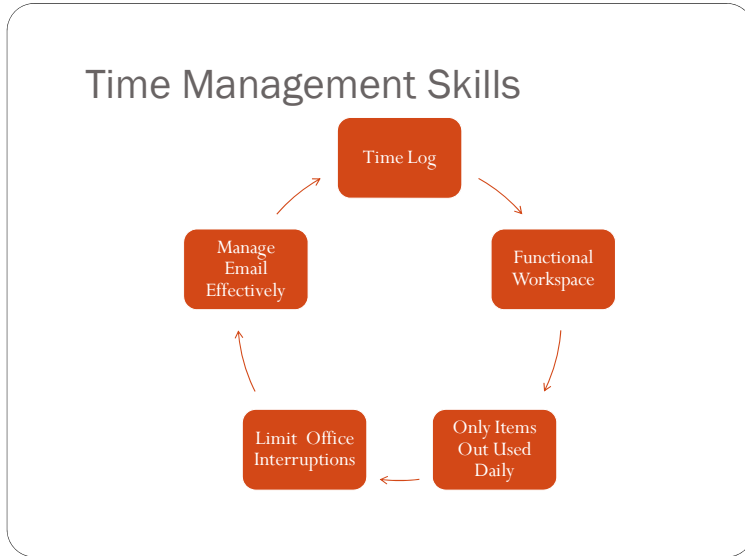 Time Management Skills
Time Log
Functional
Workspace
Only Items
Out Used
Daily
Limit Office
Interruptions
Manage
Email
Effectively